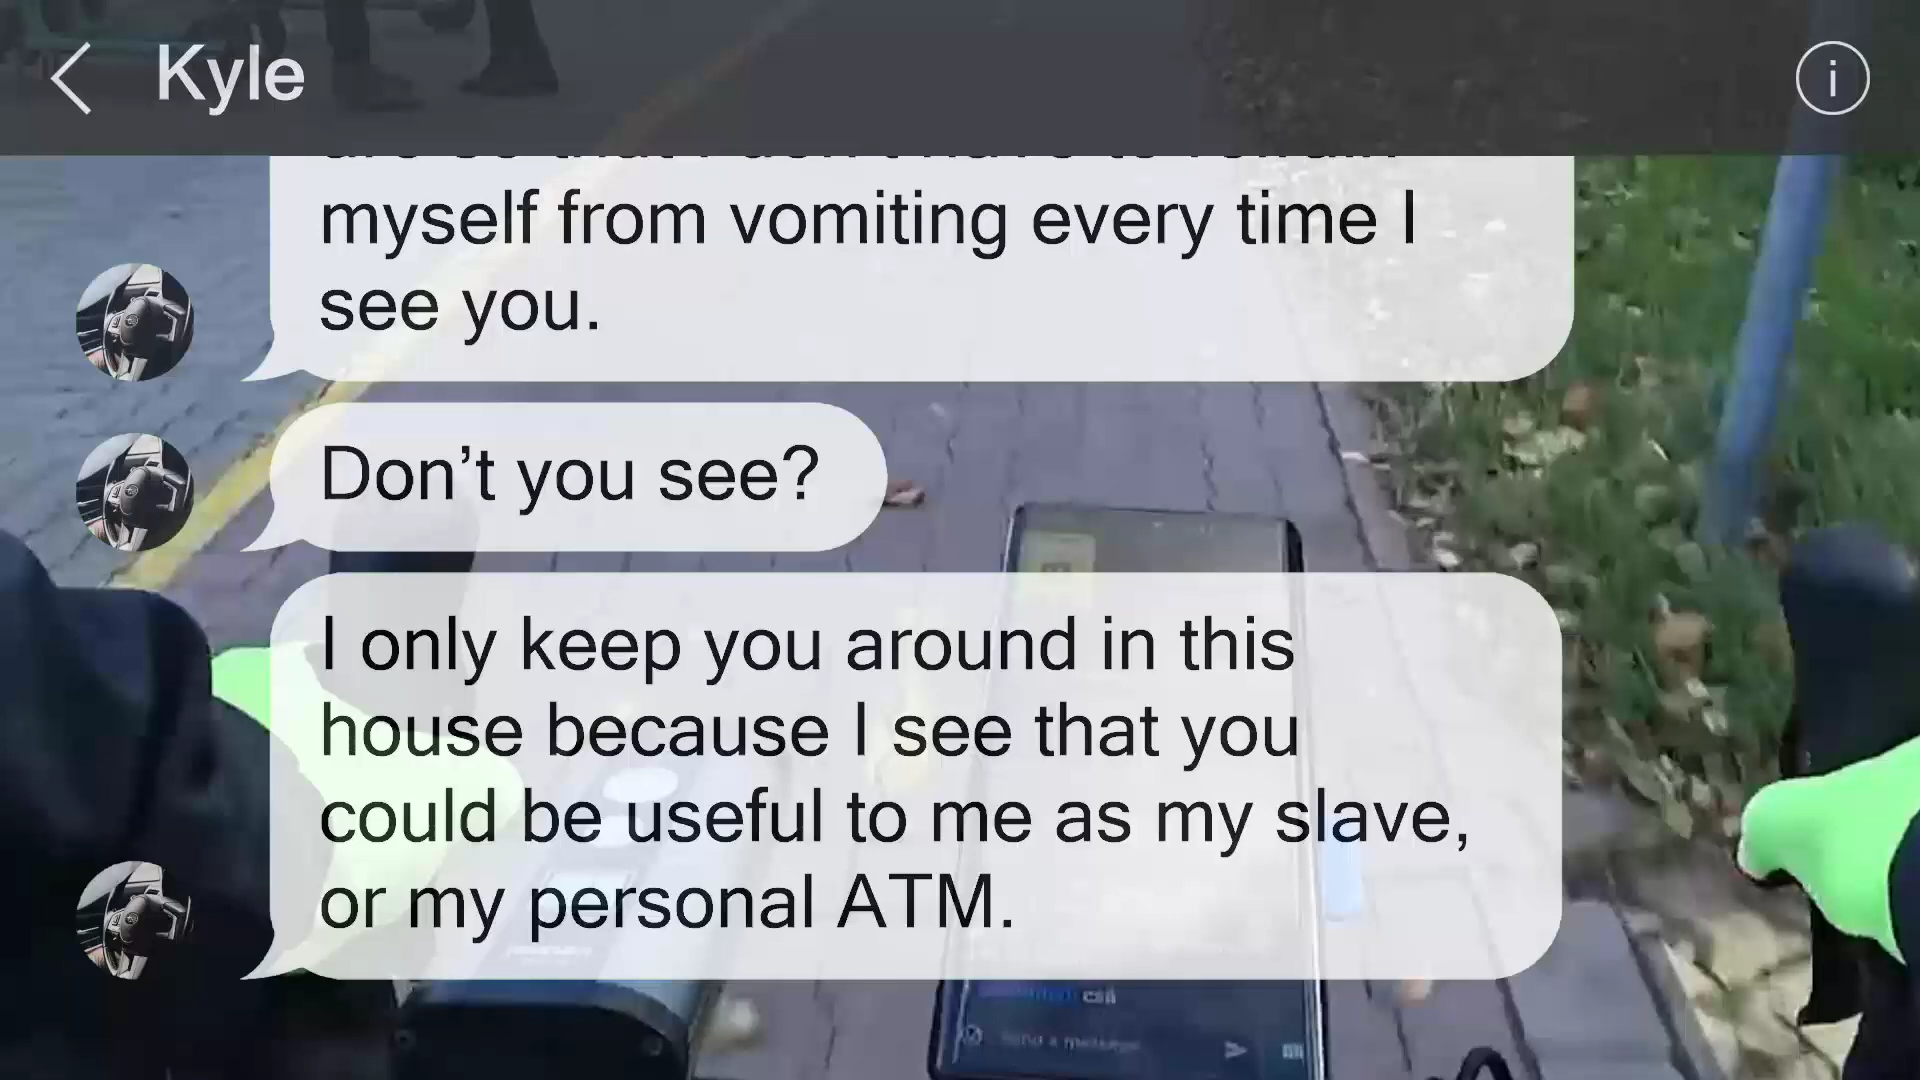 Kyle
myself from vomiting every time I
see you.
Don’t you see?
I only keep you around in this
house because I see that you
could be useful to me as my slave,
or my personal ATM.